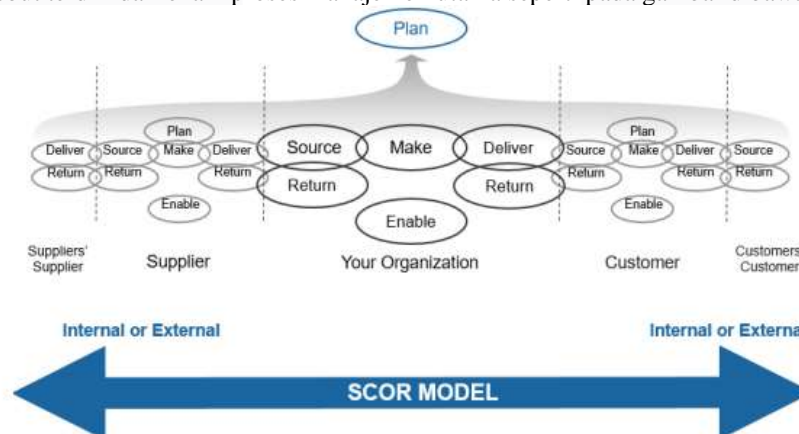 Plan
Plan Plan
Deliver Source Make Deliver Source Make Deliver Source Make Deliver Source
Return Return Return Return Return Return Return Return
Enable Enable Enable
Suppliers' Supplier Your Organization Customer Customers
Supplier Customer
Internal or External Internal or Externa
SCOR MODEL